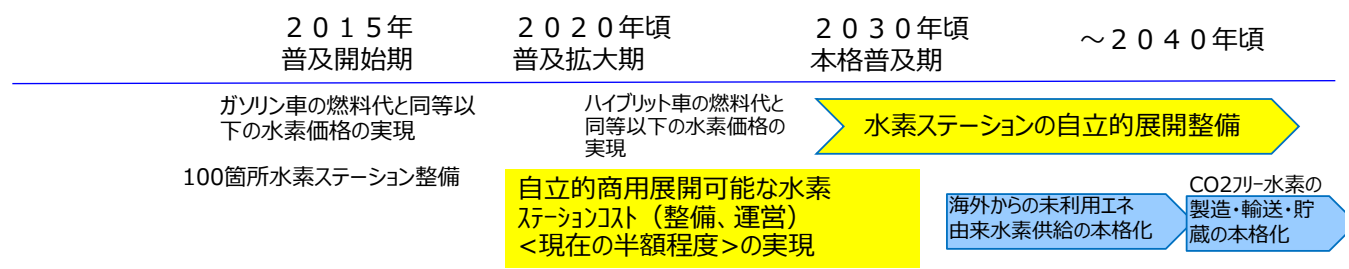 ２０１５年
普及開始期
２０２０年頃
普及拡大期
２０３０年頃
本格普及期
～２０４０年頃
ガソリン車の燃料代と同等以
下の水素価格の実現
ハイブリット車の燃料代と
同等以下の水素価格の
実現
水素ステーションの自立的展開整備
100箇所水素ステーション整備
自立的商用展開可能な水素
ｽﾃｰｼｮﾝｺｽﾄ（整備、運営）
<現在の半額程度>の実現
海外からの未利用エネ
由来水素供給の本格化
CO2ﾌﾘｰ水素の
製造・輸送・貯
蔵の本格化